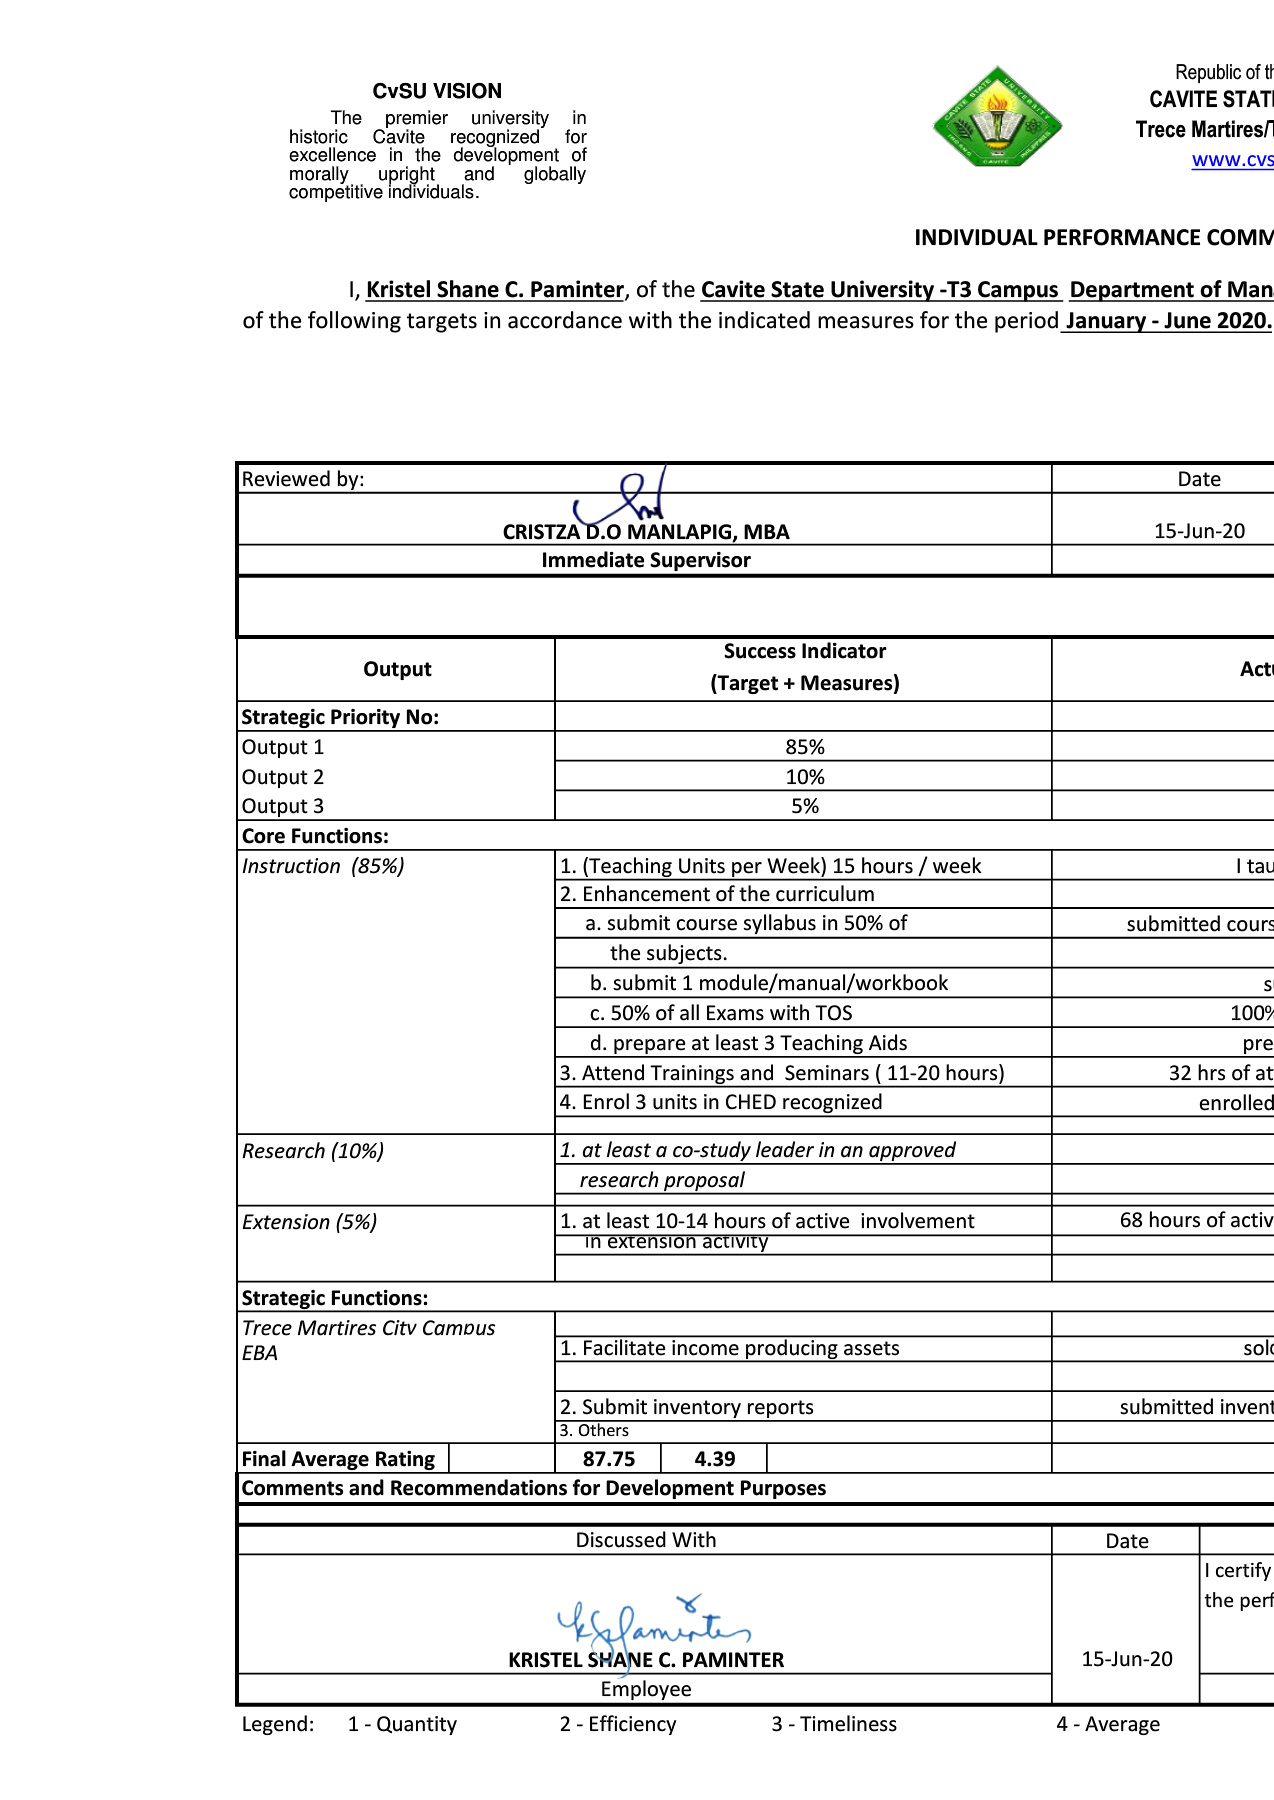 CvSU VISION
The premier university in
historic Cavite recognized for
excellence in the development of
morally upright and globally
competitive individuals.
CAVITE STATE UNIVERSITY
INDANG CAVITE PHILIPPINES
Republic of th
CAVITE STATE
Trece Martires/T
www.cvs
INDIVIDUAL PERFORMANCE COMM
I, Kristel Shane C. Paminter, of the Cavite State University -T3 Campus Department of Mana
of the following targets in accordance with the indicated measures for the period January - June 2020.
Reviewed by:
Date
CRISTZA D.O MANLAPIG, MBA
15-Jun-20
Immediate Supervisor
Output
Success Indicator
(Target + Measures)
Actu
Strategic Priority No:
Output 1 85%
Output 2 10%
Output 3 5%
Core Functions:
Instruction (85%) 1. (Teaching Units per Week) 15 hours / week I tau
2. Enhancement of the curriculum
a. submit course syllabus in 50% of submitted cours
the subjects.
b. submit 1 module/manual/workbook s
c. 50% of all Exams with TOS 100%
d. prepare at least 3 Teaching Aids pre
3. Attend Trainings and Seminars ( 11-20 hours) 32 hrs of at
4. Enrol 3 units in CHED recognized enrolled
Research (10%) 1. at least a co-study leader in an approved
research proposal
Extension (5%) 1. at least 10-14 hours of active involvement 68 hours of activ
in extension activity
Strategic Functions:
Trece Martires City Campus
EBA
1. Facilitate income producing assets solo
2. Submit inventory reports submitted invent
3. Others
Final Average Rating 87.75 4.39
Comments and Recommendations for Development Purposes
Discussed With Date
I certify
the perf
KRISTEL SHANE C. PAMINTER 15-Jun-20
Employee
Legend: 1 - Quantity 2 - Efficiency 3 - Timeliness 4 - Average